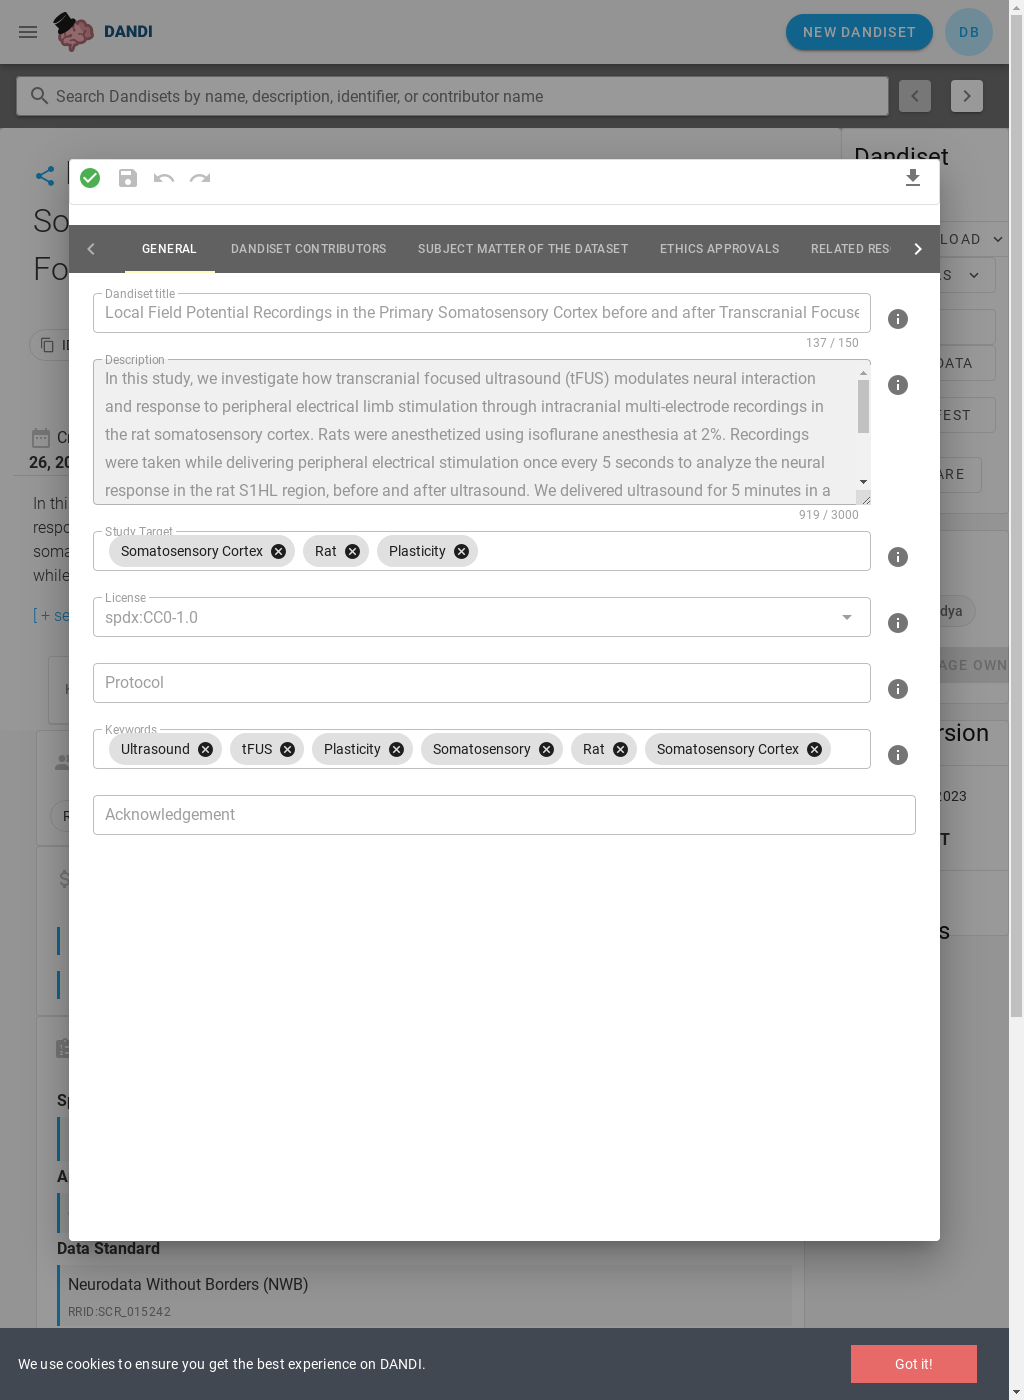 DANDI
NEW DANDISET
DB
Search Dandisets by name, description, identifier, or contributor name
Dandiset
So
Fo
GENERAL
DANDISET CONTRIBUTORS
SUBJECT MATTER OF THE DATASET
ETHICS APPROVALS
RELATED RES
LOAD
S
Dandiset title
Local Field Potential Recordings in the Primary Somatosensory Cortex before and after Transcranial Focuse
137 / 150
Description
In this study, we investigate how transcranial focused ultrasound (tFUS) modulates neural interaction
and response to peripheral electrical limb stimulation through intracranial multi-electrode recordings in
the rat somatosensory cortex. Rats were anesthetized using isoflurane anesthesia at 2%. Recordings
were taken while delivering peripheral electrical stimulation once every 5 seconds to analyze the neural
response in the rat S1HL region, before and after ultrasound. We delivered ultrasound for 5 minutes in a
919 / 3000
DATA
FEST
ARE
26, 20
In thi
respo
soma
while
[ + se
Study Target
Somatosensory Cortex
Rat
Plasticity
License
spdx:CC0-1.0
dya
AGE OWN
Protocol
Keywords
Ultrasound
tFUS
Plasticity
Somatosensory
Rat
Somatosensory Cortex
rsion
2023
Acknowledgement
T
s
Sp
A
Data Standard
Neurodata Without Borders (NWB)
RRID:SCR_015242
We use cookies to ensure you get the best experience on DANDI.
Got it!